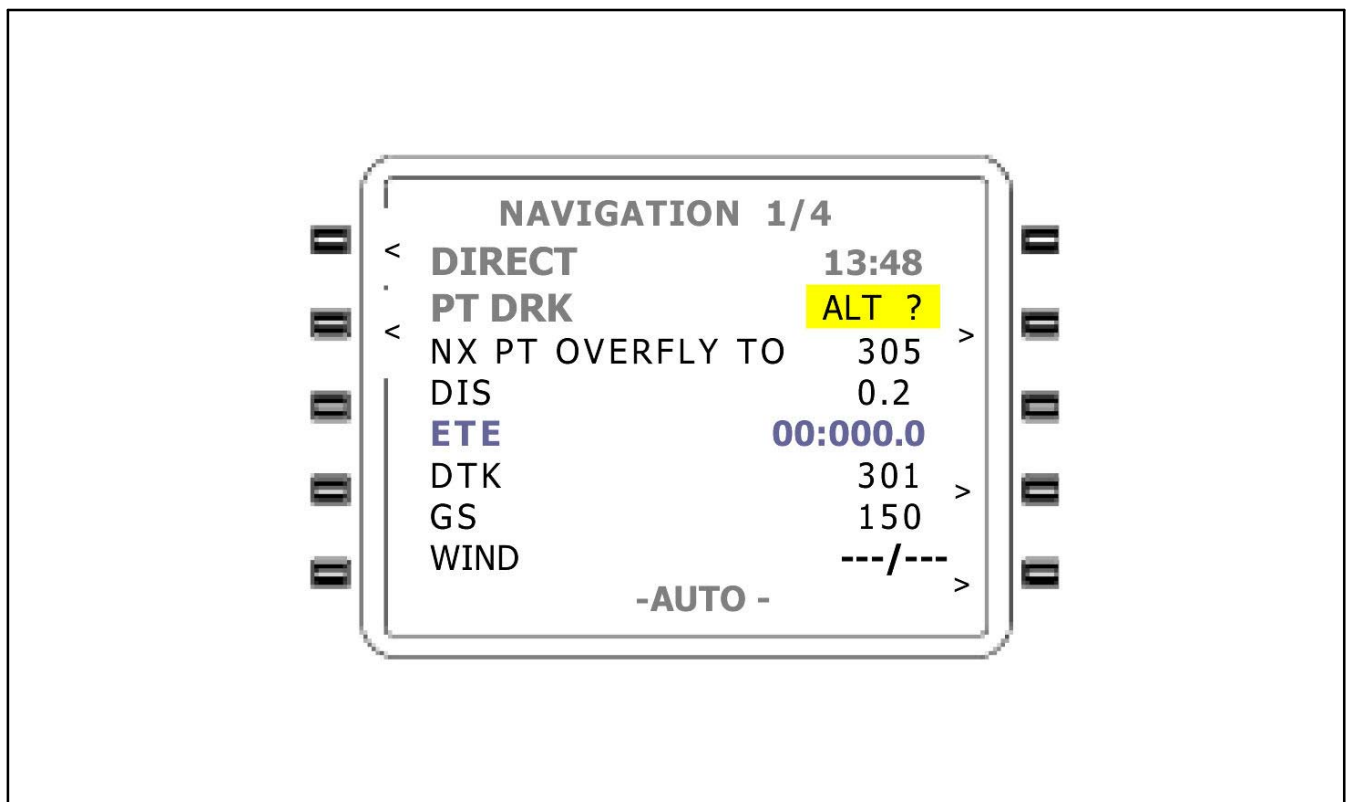 NAVIGATION 1/4
< DIRECT 13:48
PT DRK ALT ?
< NX PT OVERFLY TO 305 >
DIS 0.2
ETE 00:000.0
DTK 301 >
GS 150
WIND ---/---
-AUTO - >